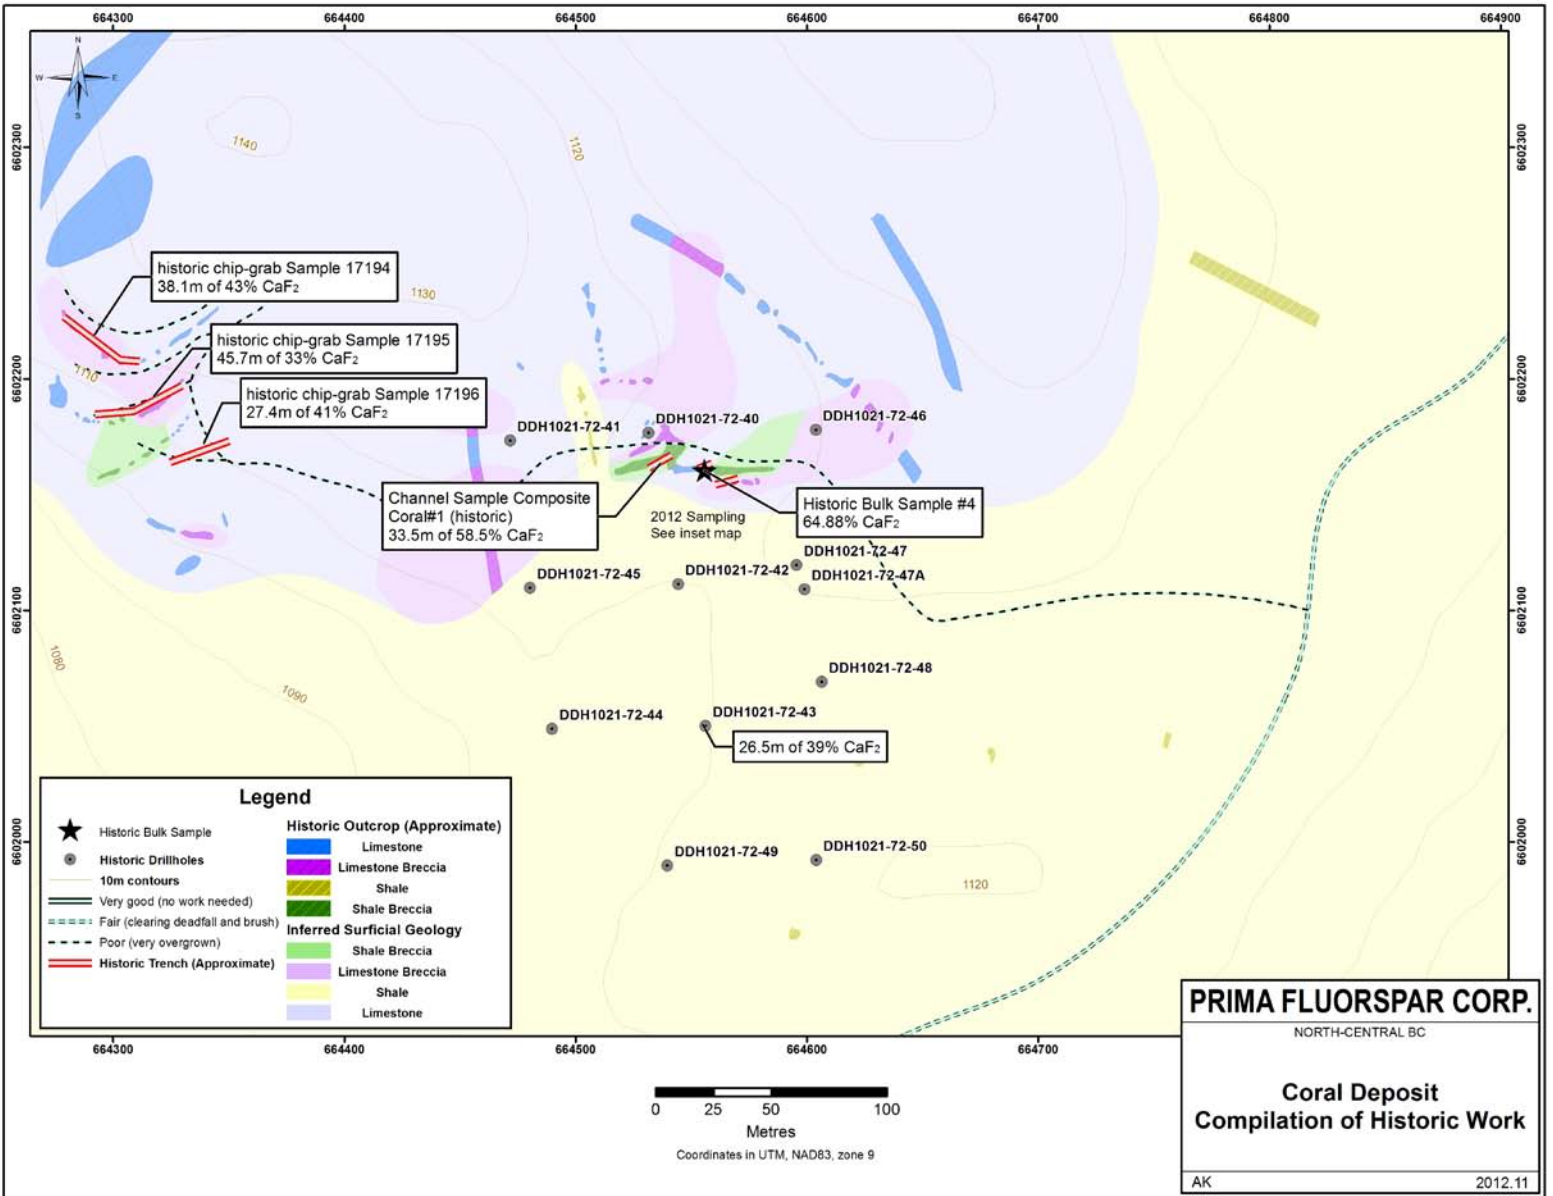 664300 664400 664500 664600 664700 664800 664900
N
W E
S
6602300 6602300
1140
1120
historic chip-grab Sample 17194
38.1m of 43% CaF2
1130
historic chip-grab Sample 17195
45.7m of 33% CaF2
6602200 6602200
1110
historic chip-grab Sample 17196
27.4m of 41% CaF2
DDH1021-72-41
DDH1021-72-40
DDH1021-72-46
Channel Sample Composite
Coral#1 (historic)
33.5m of 58.5% CaF2
2012 Sampling
See inset map
Historic Bulk Sample #4
64.88% CaF2
DDH1021-72-47
DDH1021-72-45
DDH1021-72-42
DDH1021-72-47A
6602100 6602100
1080
1090
DDH1021-72-48
DDH1021-72-44
DDH1021-72-43
26.5m of 39% CaF2
6602000 6602000
DDH1021-72-49
DDH1021-72-50
1120
Legend
Historic Bulk Sample
Historic Drillholes
10m contours
Very good (no work needed)
Fair (clearing deadfall and brush)
Poor (very overgrown)
Historic Trench (Approximate)
Historic Outcrop (Approximate)
Limestone
Limestone Breccia
Shale
Shale Breccia
Inferred Surficial Geology
Shale Breccia
Limestone Breccia
Shale
Limestone
664300 664400 664500 664600 664700
0 25 50 100
Metres
Coordinates in UTM, NAD83, zone 9
PRIMA FLUORSPAR CORP.
NORTH-CENTRAL BC
Coral Deposit
Compilation of Historic Work
AK 2012.11